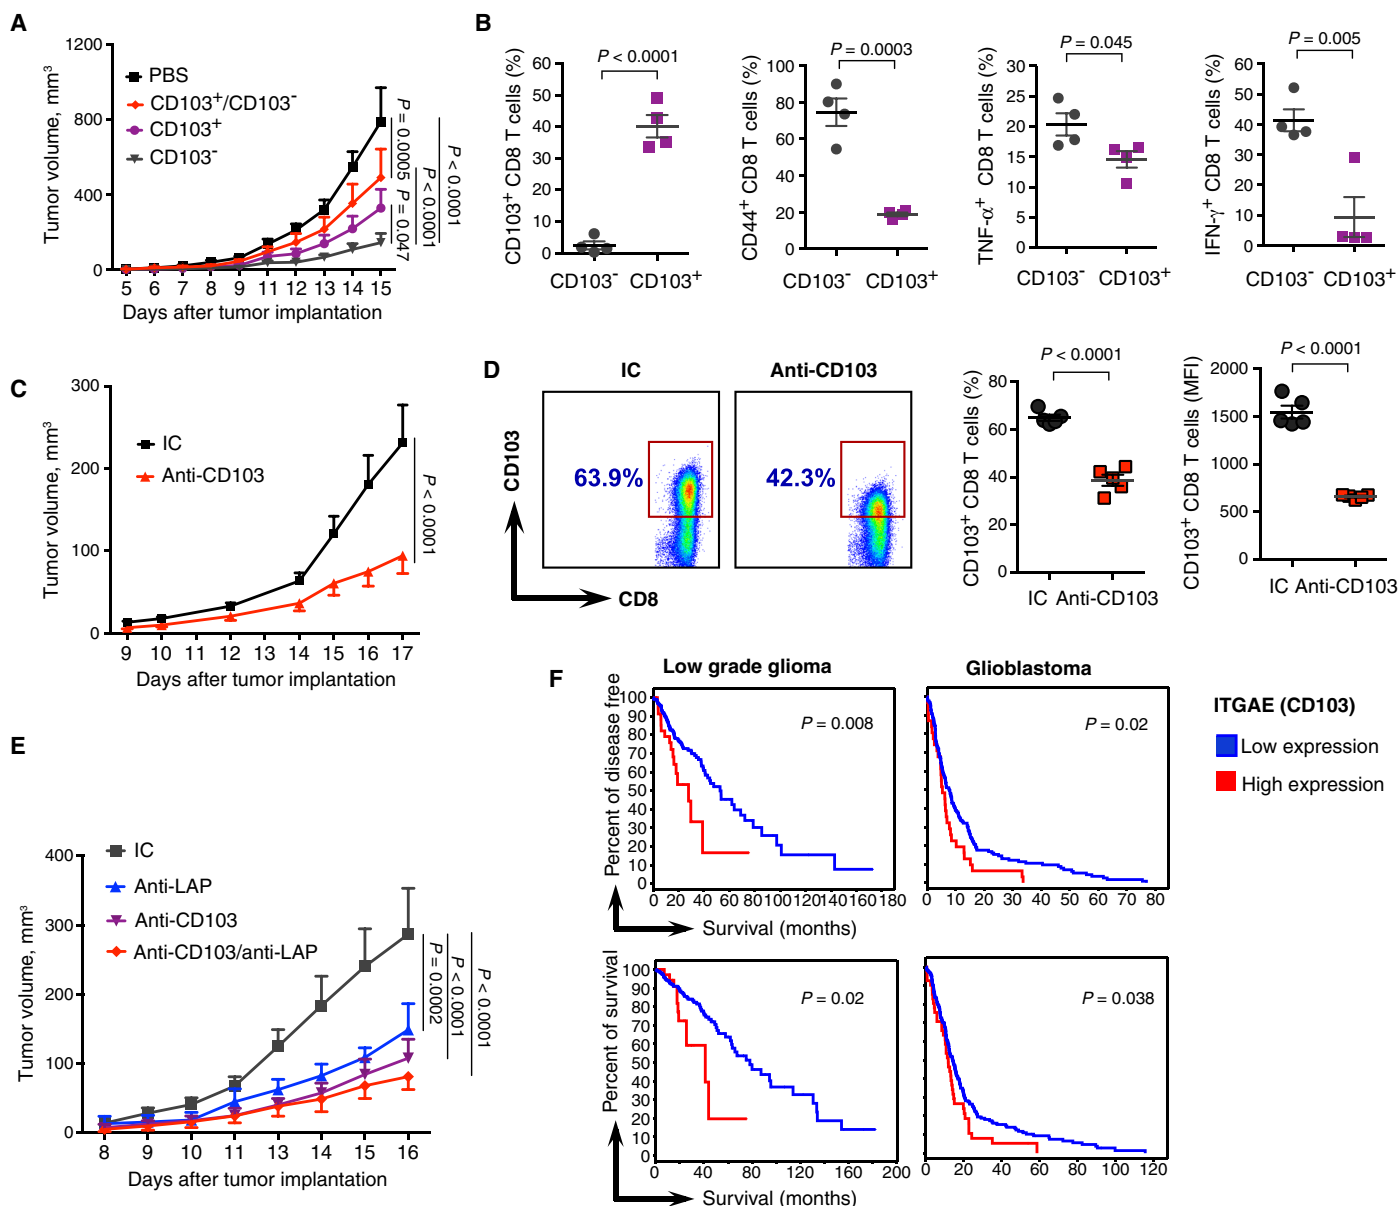 A
Tumor volume, mm³
1200
800
400
0
PBS
CD103⁺/CD103⁻
CD103⁺
CD103⁻
P = 0.0005
P = 0.047
P < 0.0001
P < 0.0001
5 6 7 8 9 11 12 13 14 15
Days after tumor implantation
B
CD103⁺ CD8 T cells (%)
60
50
40
30
20
10
0
P < 0.0001
CD103⁻ CD103⁺
CD44⁺ CD8 T cells (%)
100
80
60
40
20
0
P = 0.0003
CD103⁻ CD103⁺
TNF-α⁺ CD8 T cells (%)
30
25
20
15
10
5
0
P = 0.045
CD103⁻ CD103⁺
IFN-γ⁺ CD8 T cells (%)
60
50
40
30
20
10
0
P = 0.005
CD103⁻ CD103⁺
C
Tumor volume, mm³
300
200
100
0
IC
Anti-CD103
P < 0.0001
9 10 11 12 13 14 15 16 17
Days after tumor implantation
D
IC
Anti-CD103
CD103
63.9%
42.3%
CD8
CD103⁺ CD8 T cells (%)
80
60
40
20
0
P < 0.0001
IC Anti-CD103
CD103⁺ CD8 T cells (MFI)
2000
1500
1000
500
0
P < 0.0001
IC Anti-CD103
E
Tumor volume, mm³
400
300
200
100
0
IC
Anti-LAP
Anti-CD103
Anti-CD103/anti-LAP
P = 0.0002
P < 0.0001
P < 0.0001
8 9 10 11 12 13 14 15 16
Days after tumor implantation
F
Low grade glioma
Glioblastoma
Percent of disease free
100
90
80
70
60
50
40
30
20
10
0
P = 0.008
0 20 40 60 80 100 120 140 160 180
P = 0.02
0 10 20 30 40 50 60 70 80
Survival (months)
ITGAE (CD103)
Low expression
High expression
Percent of survival
100
90
80
70
60
50
40
30
20
10
0
P = 0.02
0 40 80 120 160 200
P = 0.038
0 20 40 60 80 100 120
Survival (months)